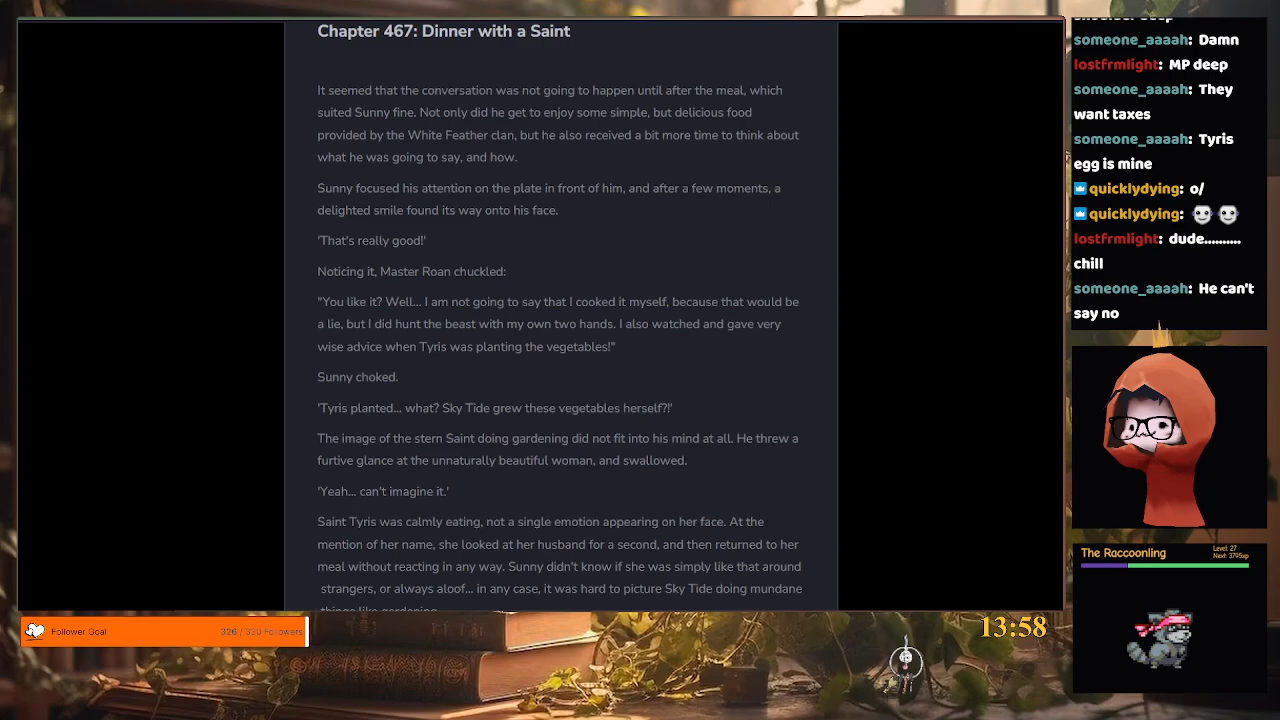 Chapter 467: Dinner with a Saint
It seemed that the conversation was not going to happen until after the meal, which
suited Sunny fine. Not only did he get to enjoy some simple, but delicious food
provided by the White Feather clan, but he also received a bit more time to think about
what he was going to say, and how.
Sunny focused his attention on the plate in front of him, and after a few moments, a
delighted smile found its way onto his face.
'That's really good!'
Noticing it, Master Roan chuckled:
"You like it? Well... I am not going to say that I cooked it myself, because that would be
a lie, but I did hunt the beast with my own two hands. I also watched and gave very
wise advice when Tyris was planting the vegetables!"
Sunny choked.
'Tyris planted... what? Sky Tide grew these vegetables herself?!'
The image of the stern Saint doing gardening did not fit into his mind at all. He threw a
furtive glance at the unnaturally beautiful woman, and swallowed.
'Yeah... can't imagine it.'
Saint Tyris was calmly eating, not a single emotion appearing on her face. At the
mention of her name, she looked at her husband for a second, and then returned to her
meal without reacting in any way. Sunny didn't know if she was simply like that around
strangers, or always aloof... in any case, it was hard to picture Sky Tide doing mundane
things like gardening.
someone_aaaah: Damn
lostfrmlight: MP deep
someone_aaaah: They
want taxes
someone_aaaah: Tyris
egg is mine
quicklydying: o/
quicklydying:
lostfrmlight: dude..........
chill
someone_aaaah: He can't
say no
The Raccoonling
Level: 27
Next: 3795xp
Follower Goal
326 / 330 Followers
13:58